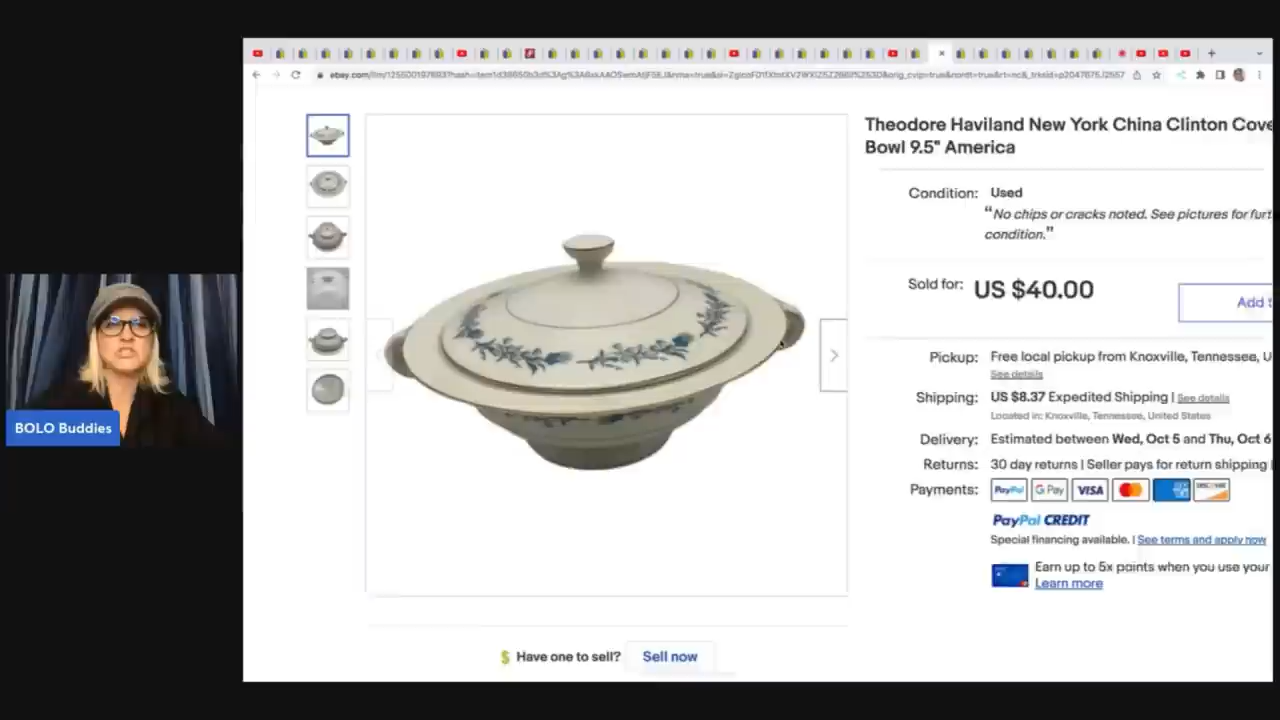 Theodore Haviland New York China Clinton Cove
Bowl 9.5" America
Condition: Used
"No chips or cracks noted. See pictures for furt
condition."
Sold for: US $40.00
Add
Pickup: Free local pickup from Knoxville, Tennessee, U
See details
Shipping: US $8.37 Expedited Shipping | See details
Located in: Knoxville, Tennessee, United States
Delivery: Estimated between Wed, Oct 5 and Thu, Oct 6
Returns: 30 day returns | Seller pays for return shipping |
Payments: PayPal G Pay VISA DISCOVER
PayPal CREDIT
Special financing available. | See terms and apply now
Earn up to 5x points when you use your
Learn more
BOLO Buddies
Have one to sell? Sell now